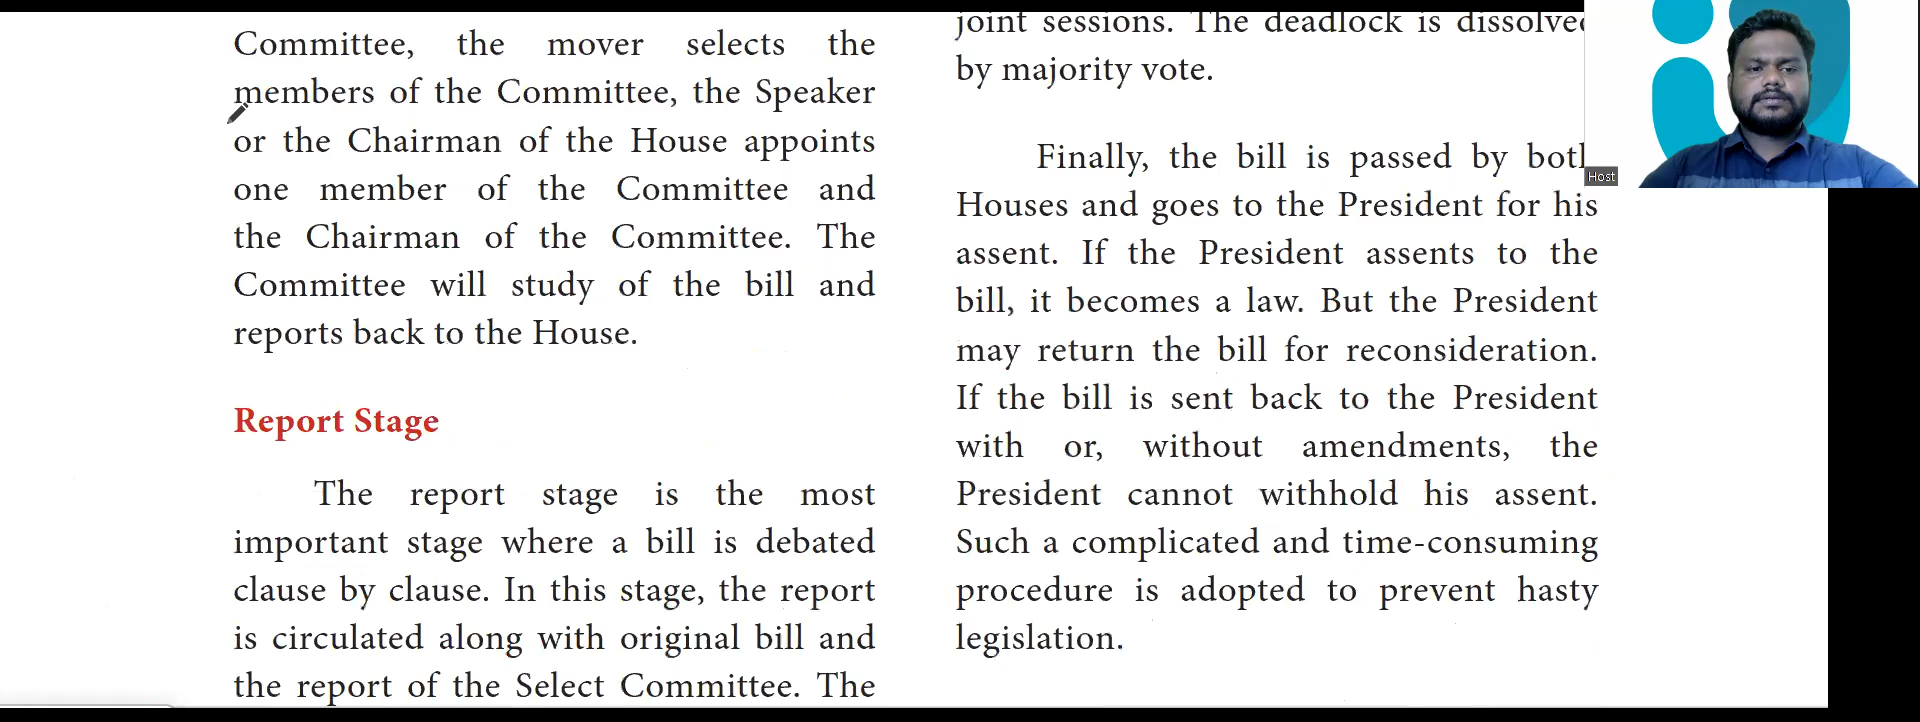 Committee, the mover selects the
members of the Committee, the Speaker
or the Chairman of the House appoints
one member of the Committee and
the Chairman of the Committee. The
Committee will study of the bill and
reports back to the House.
Report Stage
The report stage is the most
important stage where a bill is debated
clause by clause. In this stage, the report
is circulated along with original bill and
the report of the Select Committee. The
joint sessions. The deadlock is dissolved
by majority vote.
Finally, the bill is passed by both
Houses and goes to the President for his
assent. If the President assents to the
bill, it becomes a law. But the President
may return the bill for reconsideration.
If the bill is sent back to the President
with or, without amendments, the
President cannot withhold his assent.
Such a complicated and time-consuming
procedure is adopted to prevent hasty
legislation.
Host